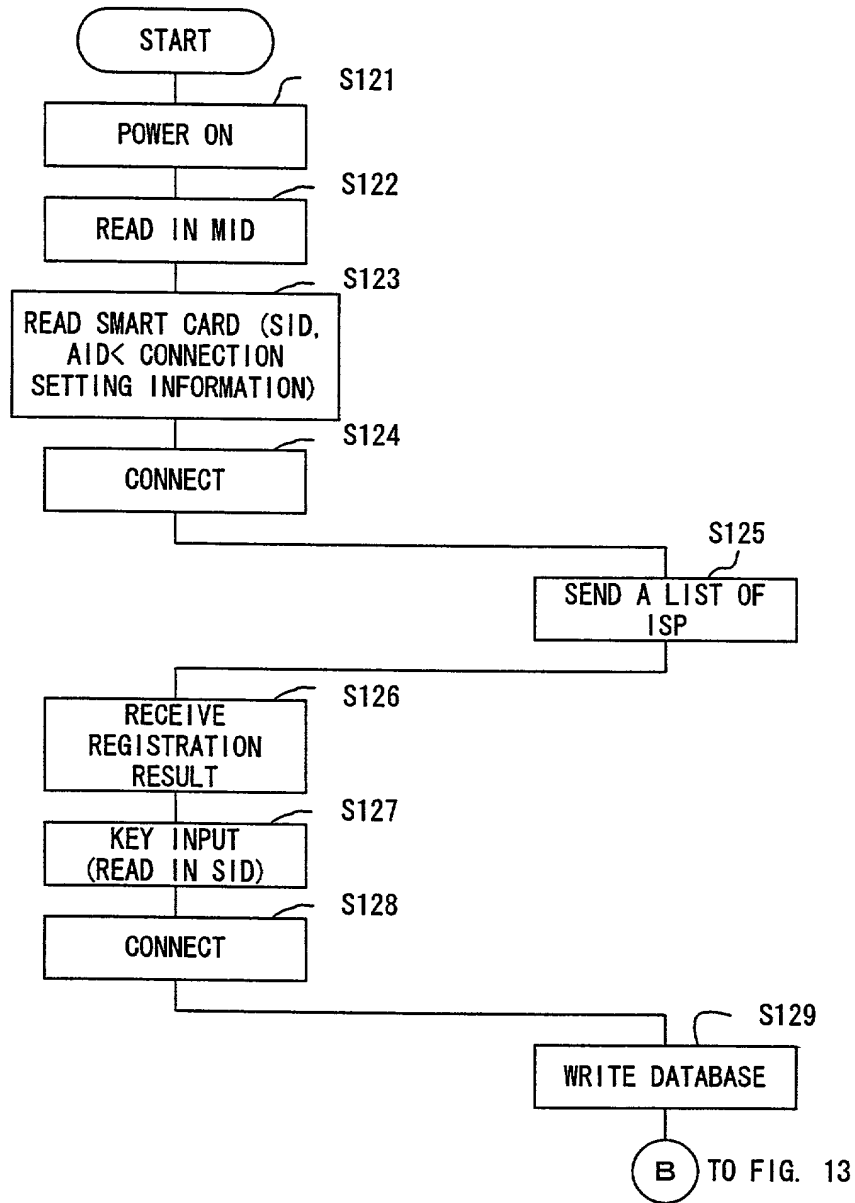 START
S121
POWER ON
S122
READ IN MID
S123
READ SMART CARD (SID,
AID< CONNECTION
SETTING INFORMATION)
S124
CONNECT
S125
SEND A LIST OF
ISP
S126
RECEIVE
REGISTRATION
RESULT
S127
KEY INPUT
(READ IN SID)
S128
CONNECT
S129
WRITE DATABASE
B TO FIG. 13